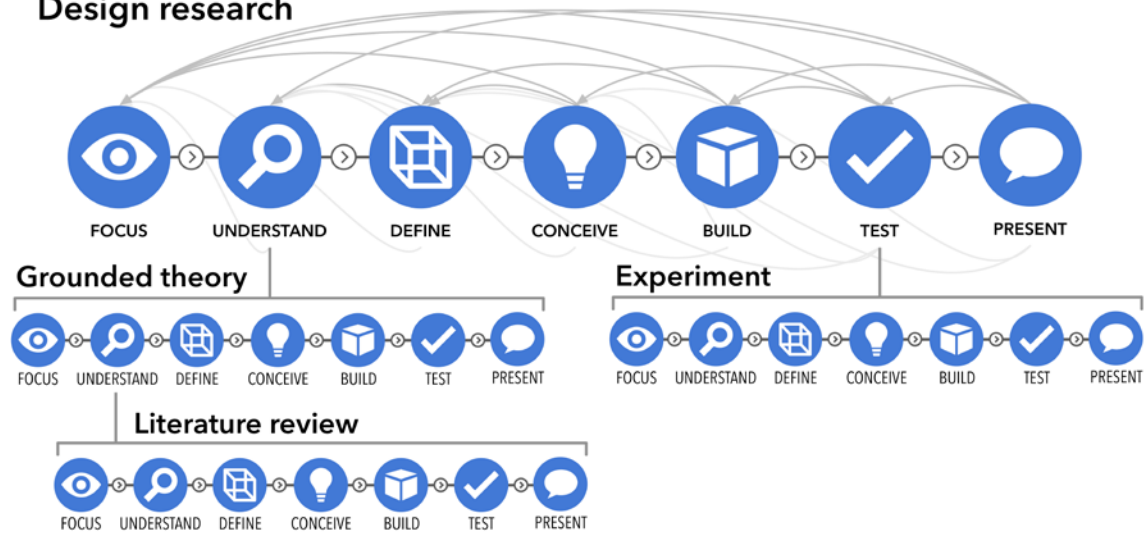 Design research
FOCUS UNDERSTAND DEFINE CONCEIVE BUILD TEST PRESENT
Grounded theory
FOCUS UNDERSTAND DEFINE CONCEIVE BUILD TEST PRESENT
Experiment
FOCUS UNDERSTAND DEFINE CONCEIVE BUILD TEST PRESENT
Literature review
FOCUS UNDERSTAND DEFINE CONCEIVE BUILD TEST PRESENT